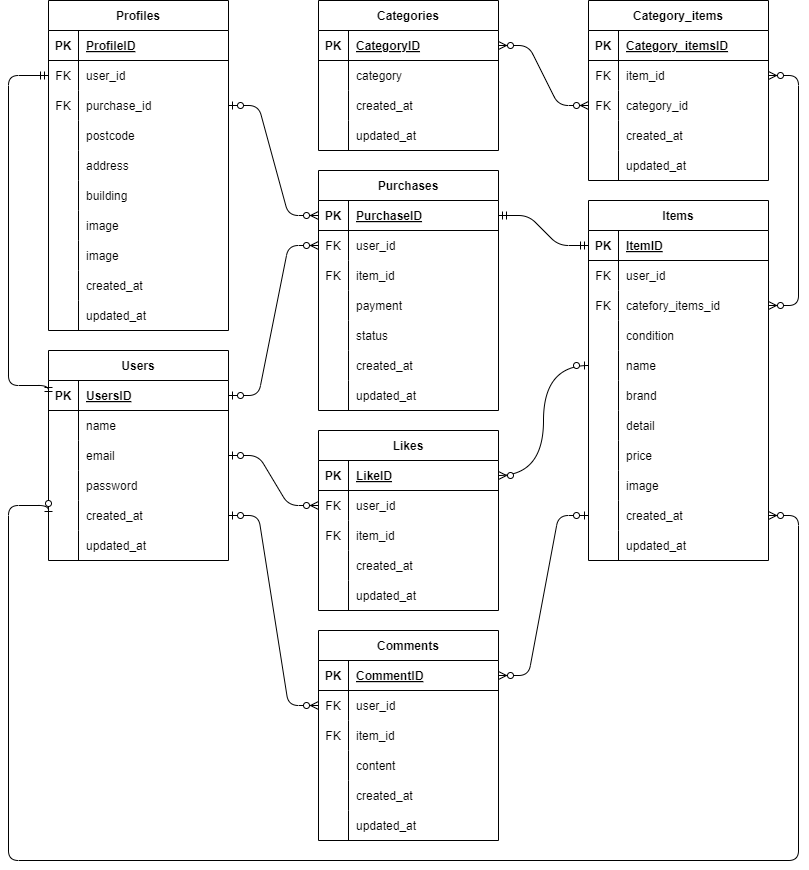 Profiles
PK ProfileID
FK user_id
FK purchase_id
postcode
address
building
image
image
created_at
updated_at
Users
PK UsersID
name
email
password
created_at
updated_at
Categories
PK CategoryID
category
created_at
updated_at
Purchases
PK PurchaseID
FK user_id
FK item_id
payment
status
created_at
updated_at
Likes
PK LikeID
FK user_id
FK item_id
created_at
updated_at
Comments
PK CommentID
FK user_id
FK item_id
content
created_at
updated_at
Category_items
PK Category_itemsID
FK item_id
FK category_id
created_at
updated_at
Items
PK ItemID
FK user_id
FK catefory_items_id
condition
name
brand
detail
price
image
created_at
updated_at